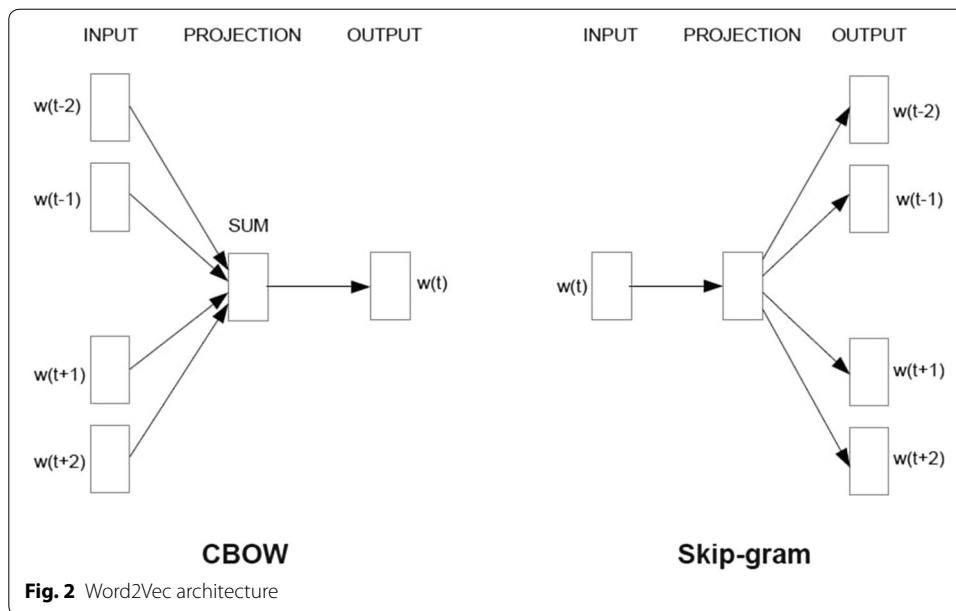 INPUT PROJECTION OUTPUT
w(t-2)
w(t-1)
SUM
w(t)
w(t+1)
w(t+2)
CBOW
INPUT PROJECTION OUTPUT
w(t-2)
w(t-1)
w(t)
w(t+1)
w(t+2)
Skip-gram
Fig. 2 Word2Vec architecture